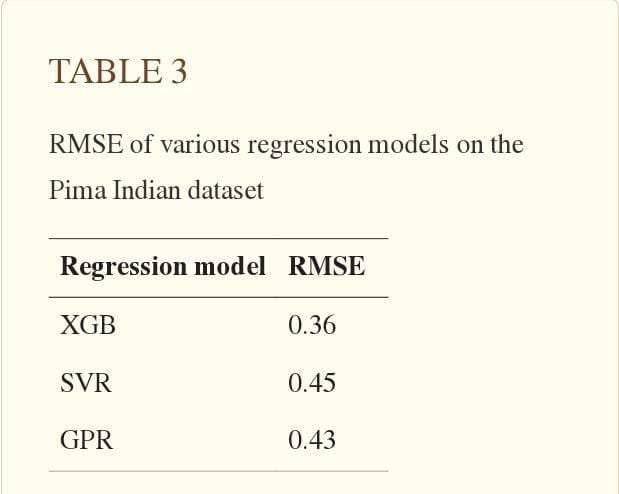 TABLE 3
RMSE of various regression models on the
Pima Indian dataset
Regression model RMSE
XGB 0.36
SVR 0.45
GPR 0.43